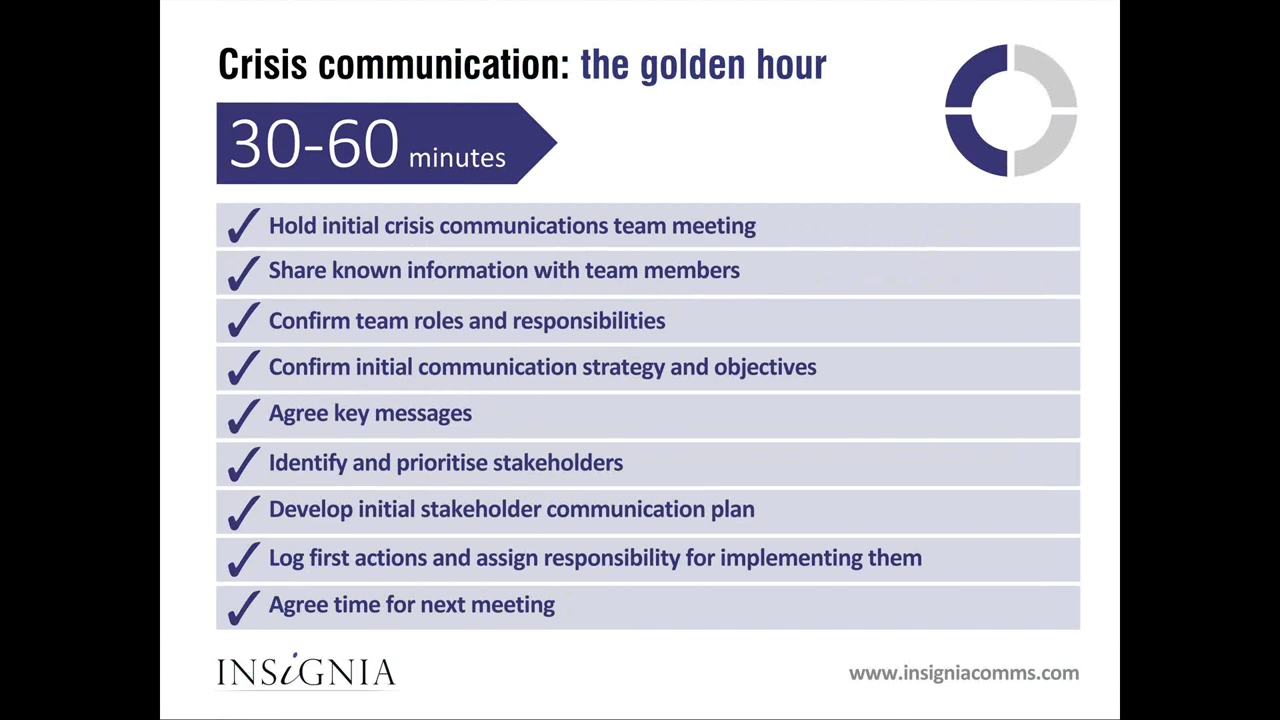 Crisis communication: the golden hour
30-60 minutes
Hold initial crisis communications team meeting
Share known information with team members
Confirm team roles and responsibilities
Confirm initial communication strategy and objectives
Agree key messages
Identify and prioritise stakeholders
Develop initial stakeholder communication plan
Log first actions and assign responsibility for implementing them
Agree time for next meeting
INSiGNIA
www.insigniacomms.com